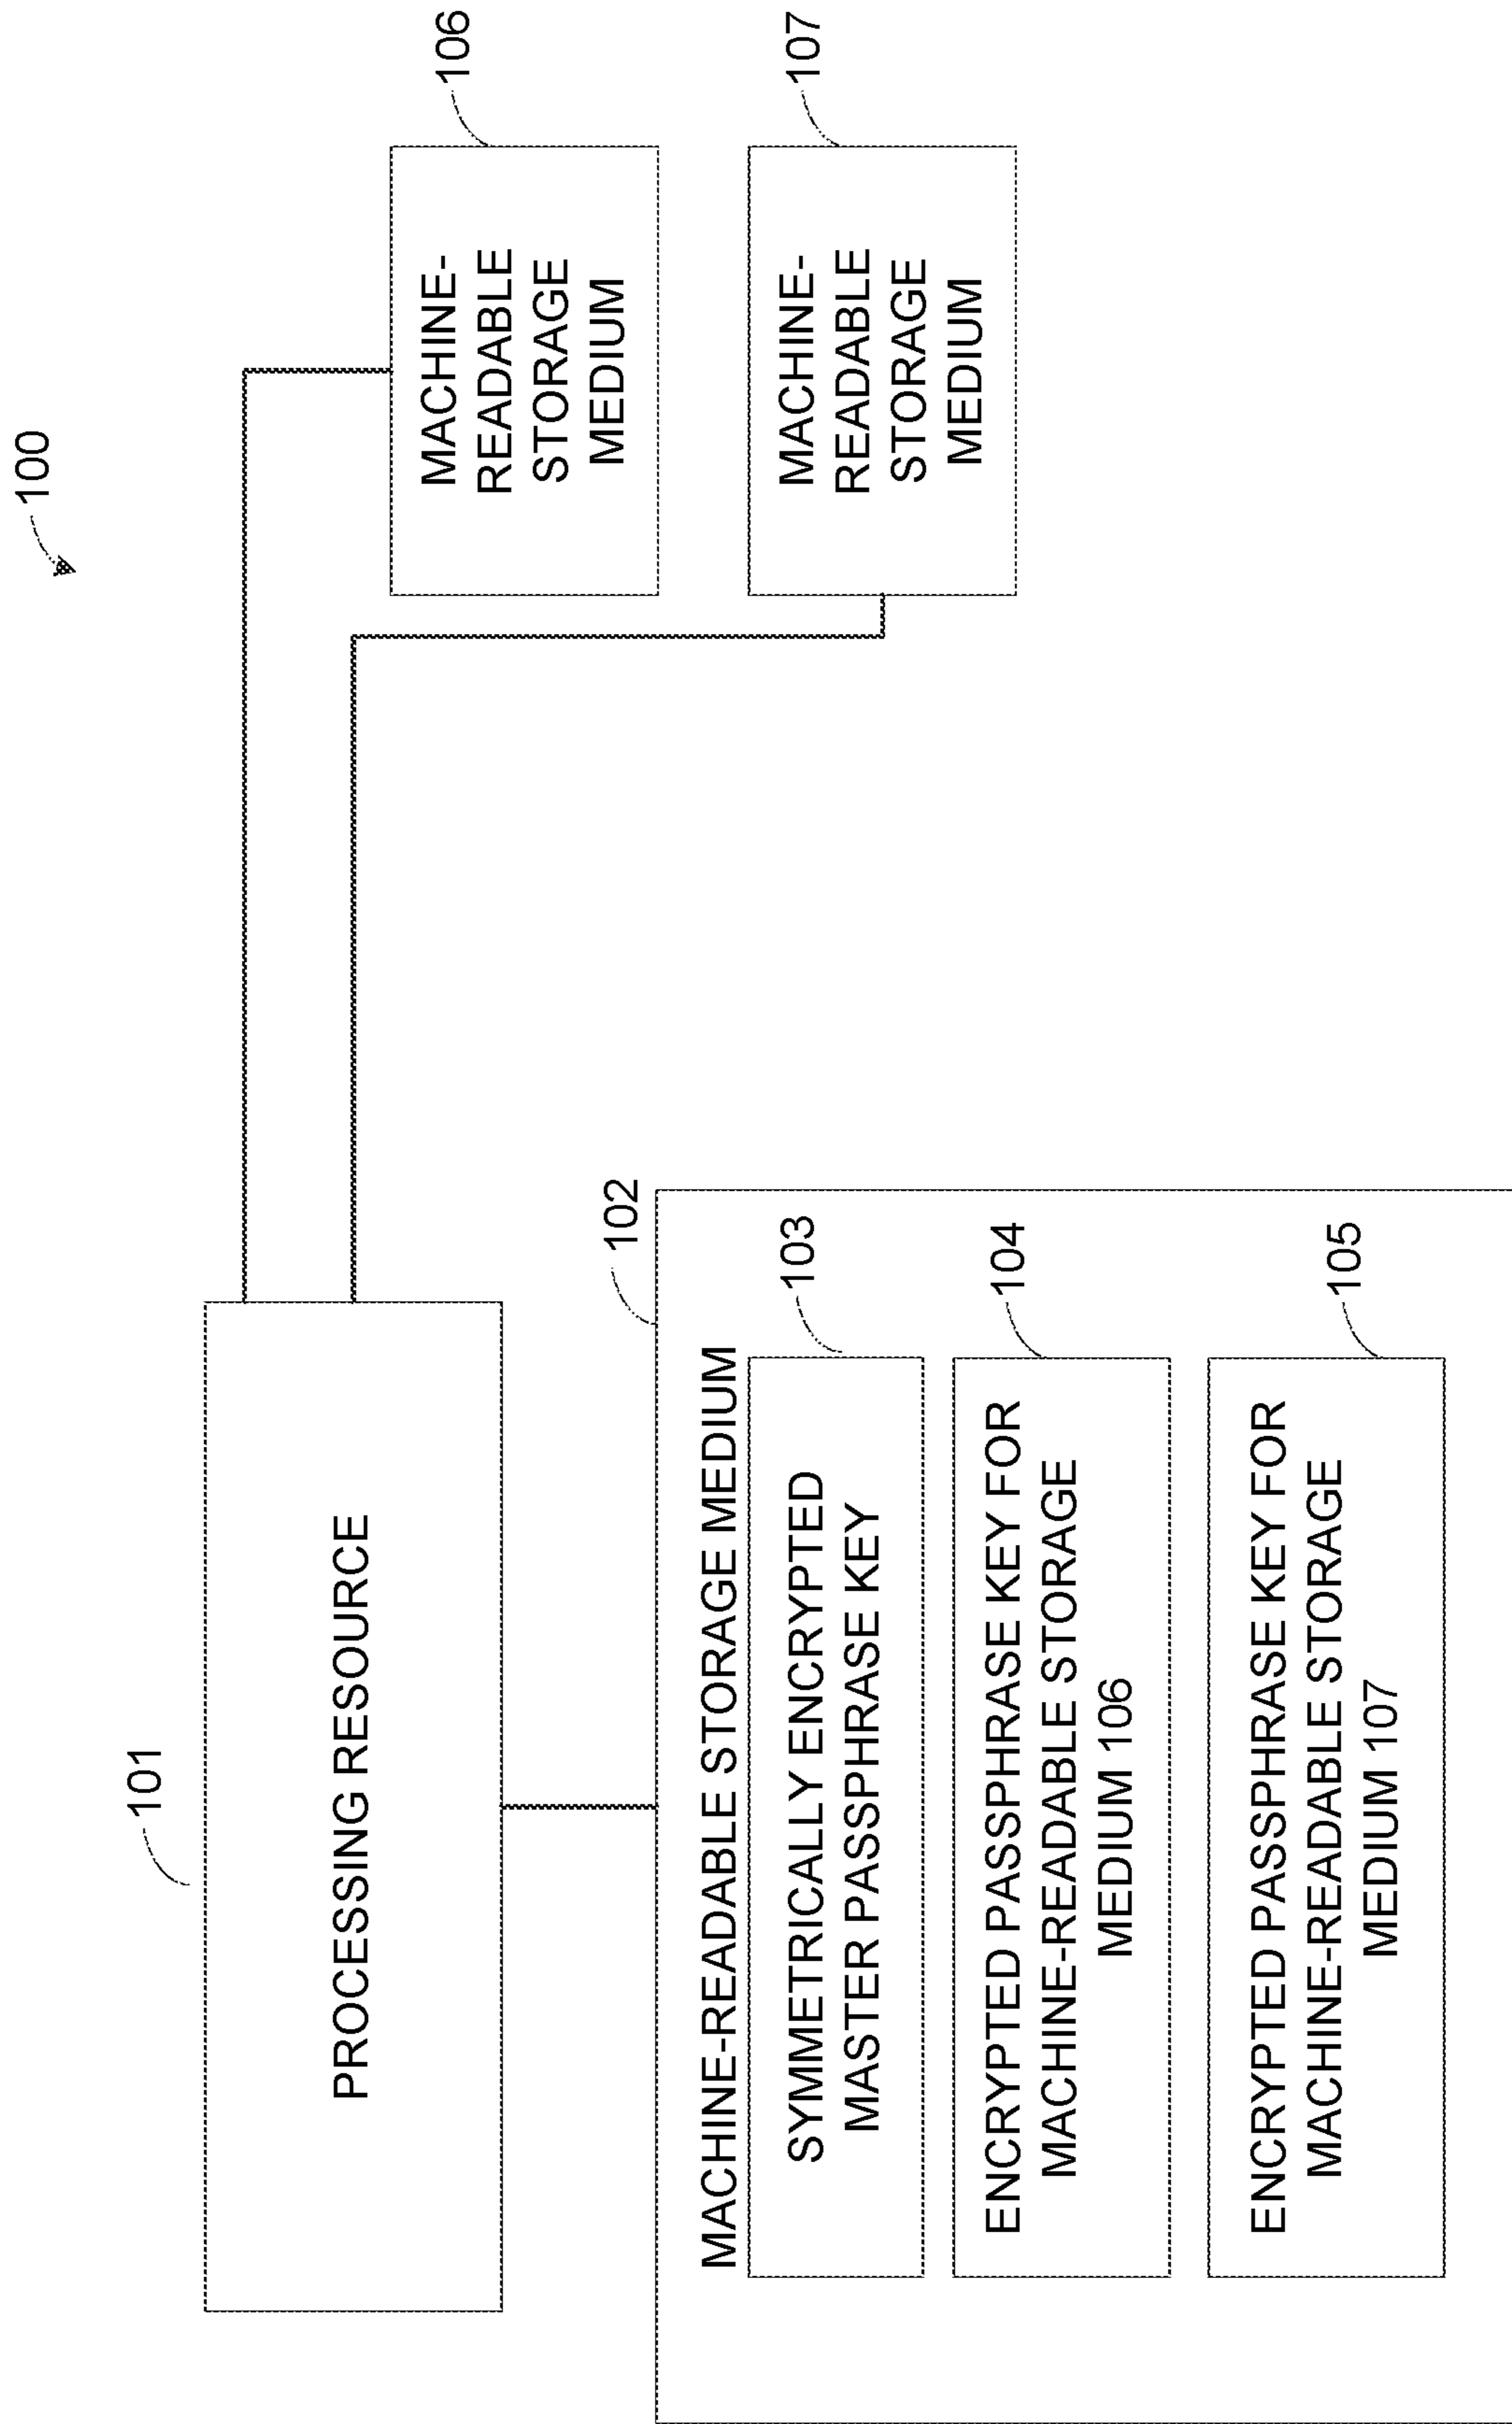 100
101
PROCESSING RESOURCE
102
MACHINE-READABLE STORAGE MEDIUM
103
SYMMETRICALLY ENCRYPTED
MASTER PASSPHRASE KEY
104
ENCRYPTED PASSPHRASE KEY FOR
MACHINE-READABLE STORAGE
MEDIUM 106
105
ENCRYPTED PASSPHRASE KEY FOR
MACHINE-READABLE STORAGE
MEDIUM 107
106
MACHINE-
READABLE
STORAGE
MEDIUM
107
MACHINE-
READABLE
STORAGE
MEDIUM